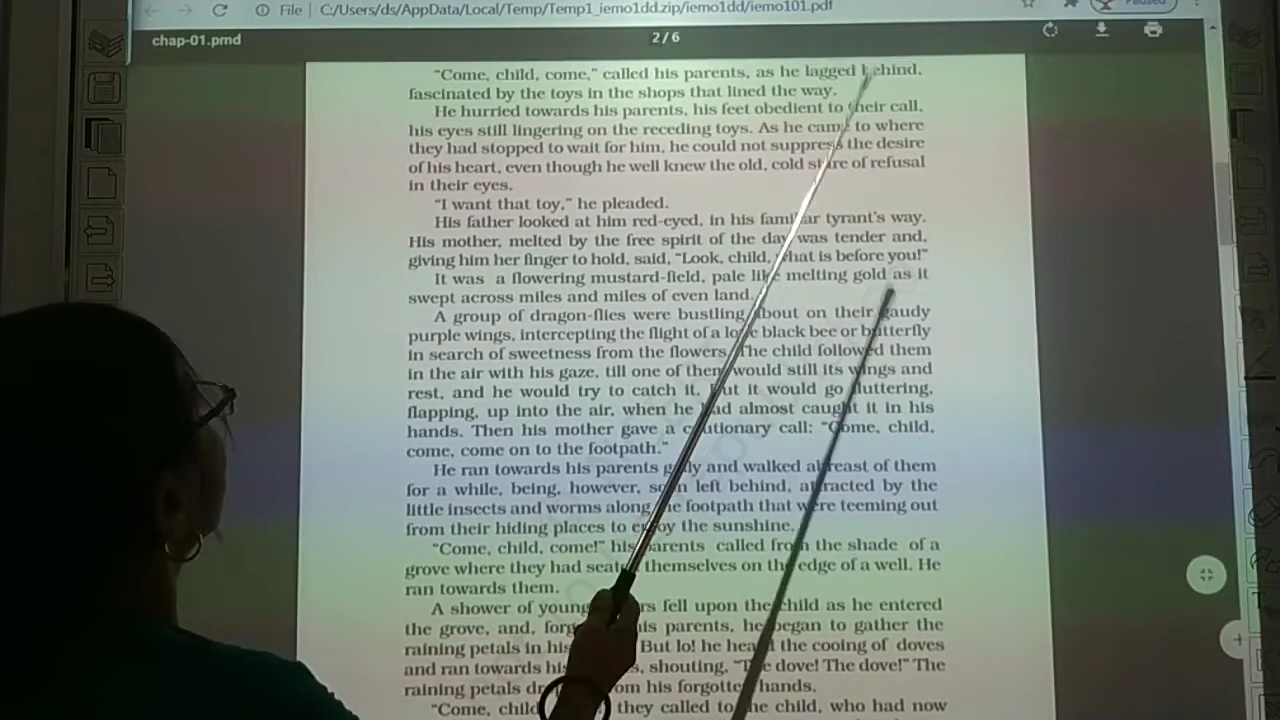 File | C:/Users/ds/AppData/Local/Temp/Temp1_iemo1dd.zip/iemo1dd/iemo101.pdf
Paused
chap-01.pmd
2/6
"Come, child, come," called his parents, as he lagged behind,
fascinated by the toys in the shops that lined the way.
He hurried towards his parents, his feet obedient to their call,
his eyes still lingering on the receding toys. As he came to where
they had stopped to wait for him, he could not suppress the desire
of his heart, even though he well knew the old, cold stare of refusal
in their eyes.
"I want that toy," he pleaded.
His father looked at him red-eyed, in his familiar tyrant's way.
His mother, melted by the free spirit of the day was tender and,
giving him her finger to hold, said, "Look, child, what is before you!"
It was a flowering mustard-field, pale like melting gold as it
swept across miles and miles of even land.
A group of dragon-flies were bustling about on their gaudy
purple wings, intercepting the flight of a lone black bee or butterfly
in search of sweetness from the flowers. The child followed them
in the air with his gaze, till one of them would still its wings and
rest, and he would try to catch it. But it would go fluttering,
flapping, up into the air, when he had almost caught it in his
hands. Then his mother gave a cautionary call: "Come, child,
come, come on to the footpath."
He ran towards his parents gaily and walked abreast of them
for a while, being, however, soon left behind, attracted by the
little insects and worms along the footpath that were teeming out
from their hiding places to enjoy the sunshine.
"Come, child, come!" his parents called from the shade of a
grove where they had seated themselves on the edge of a well. He
ran towards them.
A shower of young fell upon the child as he entered
the grove, and, his parents, he began to gather the
raining petals in his But lo! he heard the cooing of doves
and ran towards his shouting, "The dove! The dove!" The
raining petals from his forgotten hands.
"Come, child they called to the child, who had now